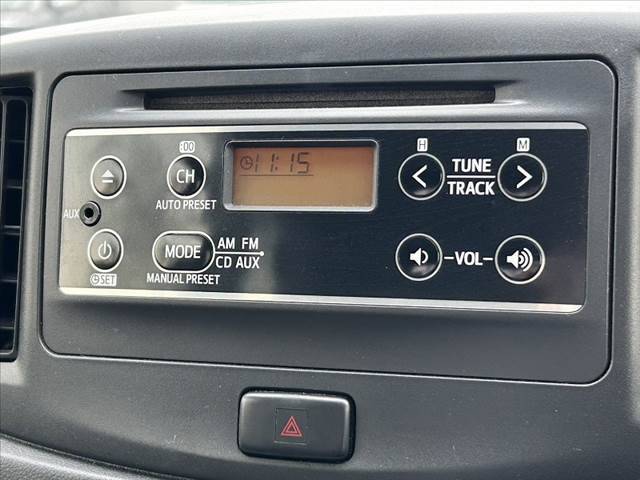 :00
H
M
11:15
CH
TUNE
TRACK
AUTO PRESET
AUX
MODE
AM FM
CD AUX
-VOL-
SET
MANUAL PRESET